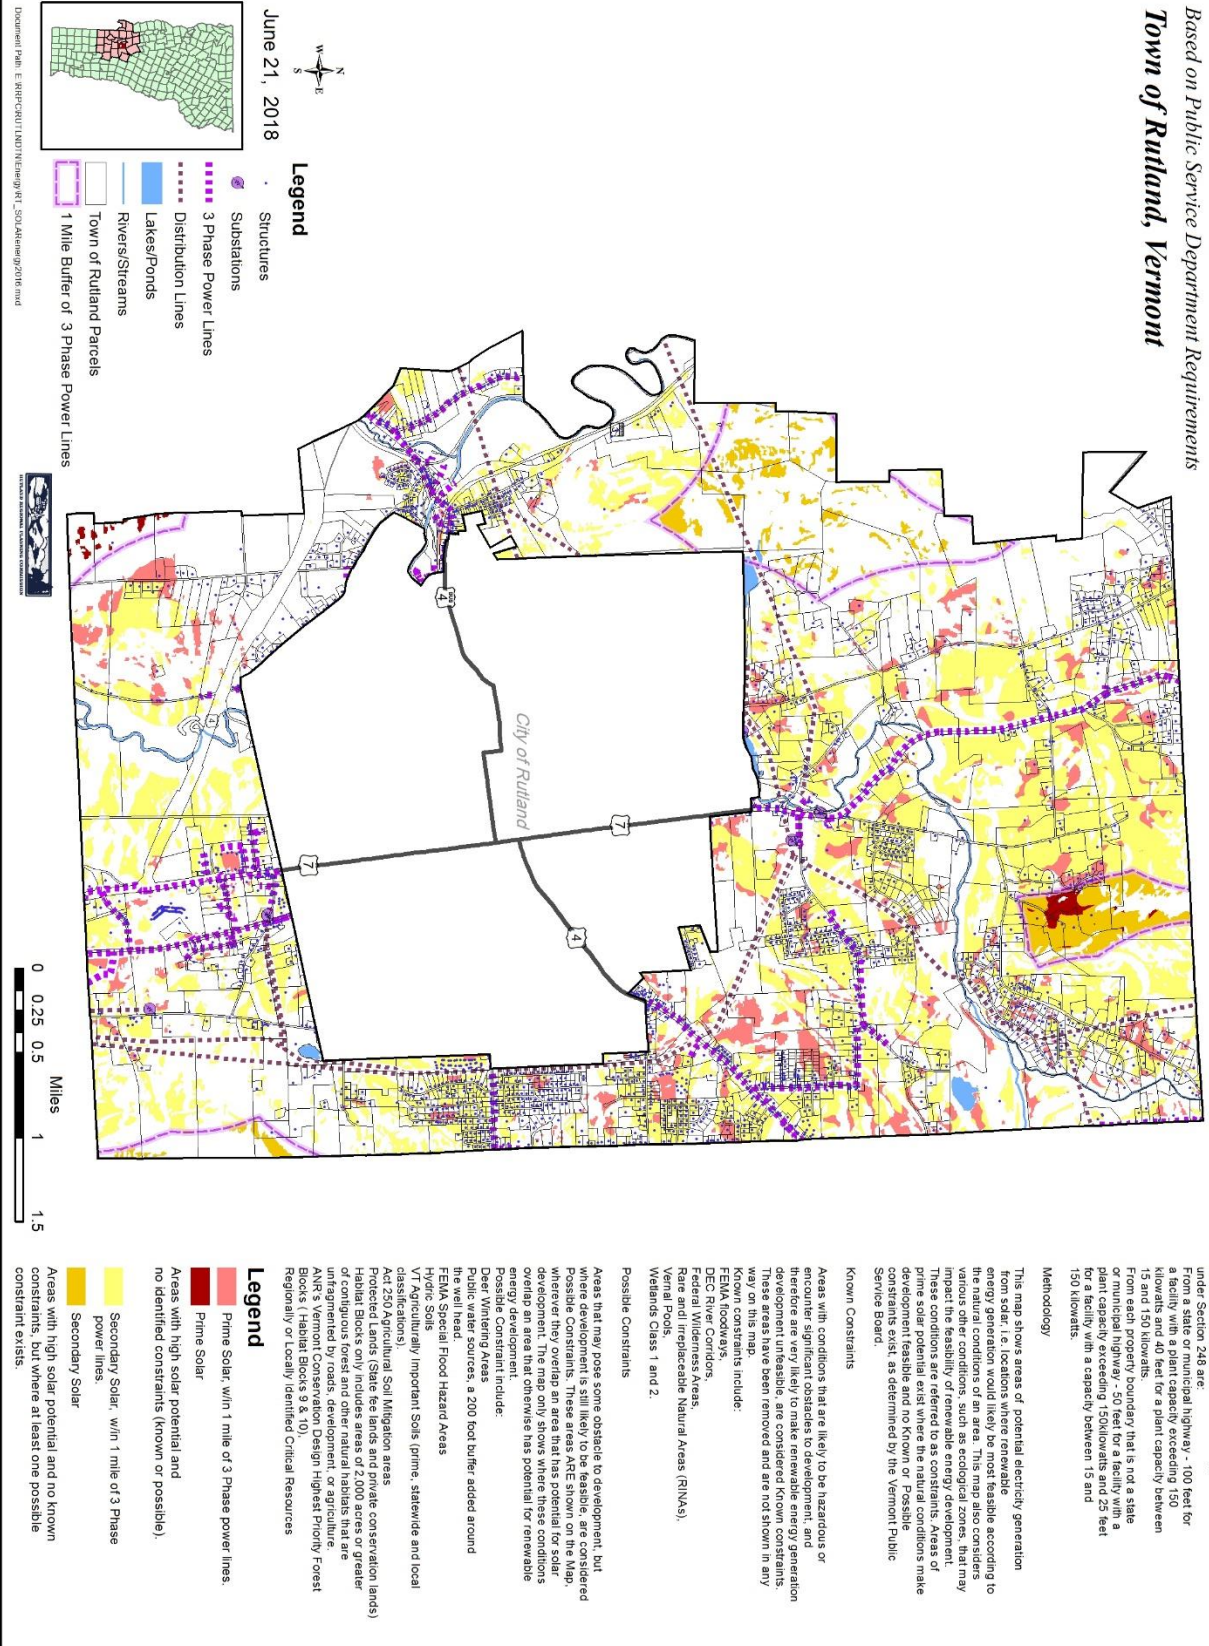 Based on Public Service Department Requirements
Town of Rutland, Vermont
N
W
E
S
June 21, 2018
Legend
Structures
Substations
3 Phase Power Lines
Distribution Lines
Lakes/Ponds
Rivers/Streams
Town of Rutland Parcels
1 Mile Buffer of 3 Phase Power Lines
RUTLAND REGIONAL PLANNING COMMISSION
City of Rutland
4
BUS
7
4
7
4
3
0 0.25 0.5 1 1.5
Miles
under Section 248 are:
From a state or municipal highway - 100 feet for
a facility with a plant capacity exceeding 150
kilowatts and 40 feet for a plant capacity between
15 and 150 kilowatts.
From each property boundary that is not a state
or municipal highway - 50 feet for a facility with a
plant capacity exceeding 150kilowatts and 25 feet
for a facility with a capacity between 15 and
150 kilowatts.
Methodology
This map shows areas of potential electricity generation
from solar, i.e. locations where renewable
energy generation would likely be most feasible according to
the natural conditions of an area. This map also considers
various other conditions, such as ecological zones, that may
impact the feasibility of renewable energy development.
These conditions are referred to as constraints. Areas of
prime solar potential exist where the natural conditions make
development feasible and no Known or Possible
constraints exist, as determined by the Vermont Public
Service Board.
Known Constraints
Areas with conditions that are likely to be hazardous or
encounter significant obstacles to development, and
therefore are very likely to make renewable energy generation
development unfeasible, are considered Known constraints.
These areas have been removed and are not shown in any
way on this map.
Known constraints include:
FEMA floodways,
DEC River Corridors,
Federal Wilderness Areas,
Rare and Irreplaceable Natural Areas (RINAs),
Vernal Pools,
Wetlands Class 1 and 2.
Possible Constraints
Areas that may pose some obstacle to development, but
where development is still likely to be feasible, are considered
Possible Constraints. These areas ARE shown on the Map,
wherever they overlap an area that has potential for solar
development. The map only shows where these conditions
overlap an area that otherwise has potential for renewable
energy development.
Possible Constraint include:
Deer Wintering Areas
Public water sources, a 200 foot buffer added around
the well head.
FEMA Special Flood Hazard Areas
Hydric Soils
VT Agriculturally Important Soils (prime, statewide and local
classifications).
Act 250 Agricultural Soil Mitigation areas
Protected Lands (State fee lands and private conservation lands)
Habitat Blocks only includes areas of 2,000 acres or greater
of contiguous forest and other natural habitats that are
unfragmented by roads, development, or agriculture.
ANR's Vermont Conservation Design Highest Priority Forest
Blocks ( Habitat Blocks 9 & 10),
Regionally or Locally Identified Critical Resources
Legend
Prime Solar, w/in 1 mile of 3 Phase power lines.
Prime Solar
Areas with high solar potential and
no identified constraints (known or possible).
Secondary Solar, w/in 1 mile of 3 Phase
power lines.
Secondary Solar
Areas with high solar potential and no known
constraints, but where at least one possible
constraint exists.